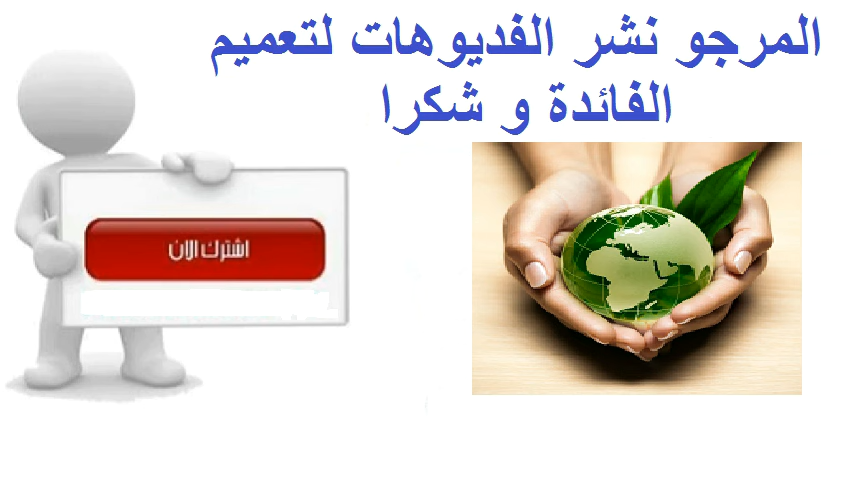 المرجو نشر الفديوهات لتعميم
الفائدة و شكرا
اشترك الان